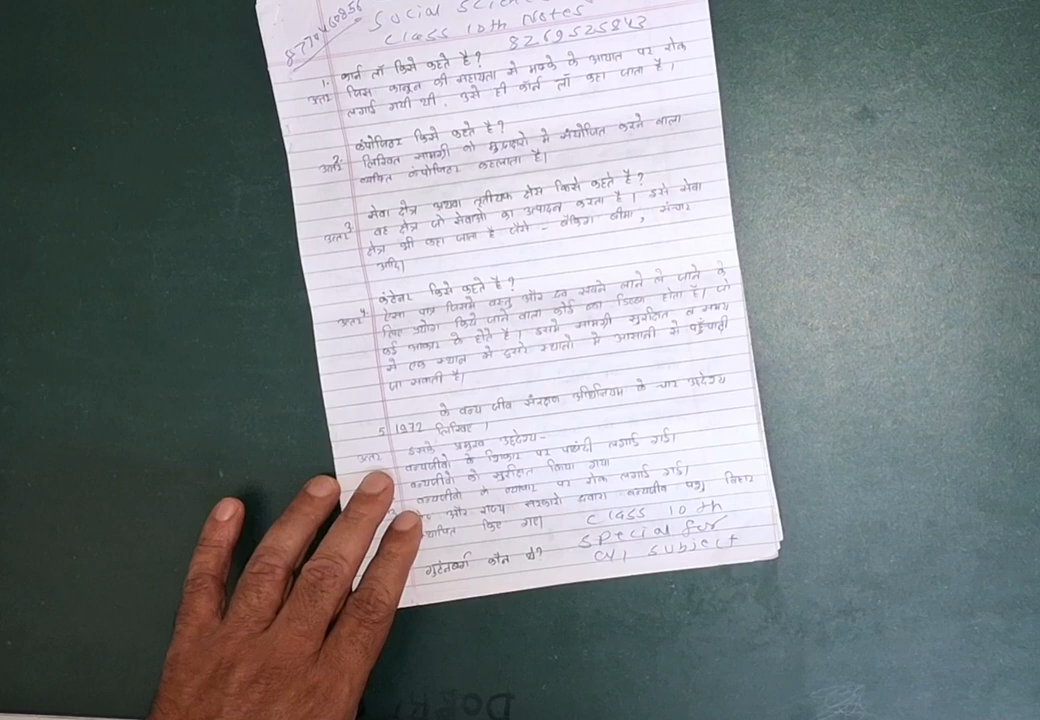 8770460856
Social Science
Class 10th Notes
8269525843
1. कार्न लॉ किसे कहते है?
उत्तर जिस कानून की सहायता से मक्के के आयात पर रोक
लगाई गयी थी, उसे ही कॉर्न लॉ कहा जाता है।
2. कंपोजिटर किसे कहते है?
उत्तर लिखित सामग्री को मुद्राक्षरो मे संयोजित करने वाला
व्यक्ति कंपोजिटर कहलाता है।
3. सेवा क्षेत्र अथवा तृतीयक क्षेत्र किसे कहते है?
उत्तर वह क्षेत्र जो सेवाओ का उत्पादन करता है। इसे सेवा
क्षेत्र भी कहा जाता है जैसे - बैंकिग बीमा, संचार
आदि।
4. कंटेनर किसे कहते है?
उत्तर ऐसा पात्र जिसमे वस्तु और द्रव रखने लाने ले जाने के
लिए प्रयोग किये जाने वाला कोई बना डिब्बा होता है। जो
कई आकार के होते है। इसमे सामग्री सुरक्षित व समय
से एक स्थान से दूसरे स्थानो मे आसानी से पहुँचायी
जा सकती है।
5. 1972 के वन्य जीव संरक्षण अधिनियम के चार उद्देश्य
लिखिए।
उत्तर इसके प्रमुख उद्देश्य-
वन्यजीवो के शिकार पर पाबंदी लगाई गई।
वन्यजीवो को सुरक्षित किया गया
वन्यजीवो के व्यापार पर रोक लगाई गई।
और राज्य सरकारो द्वारा वन्यजीव पशु विहार
स्थापित किए गए।
गुटेनबर्ग कौन थे?
Class 10th
Special for
all subject